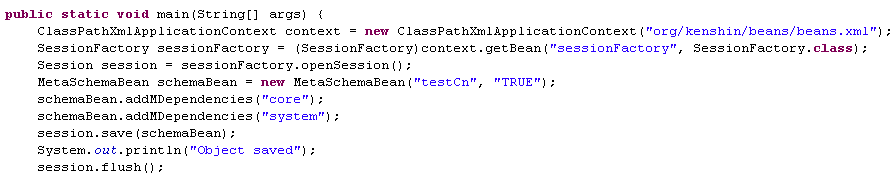 public static void main(String[] args) {
    ClassPathXmlApplicationContext context = new ClassPathXmlApplicationContext("org/kenshin/beans/beans.xml");
    SessionFactory sessionFactory = (SessionFactory)context.getBean("sessionFactory", SessionFactory.class);
    Session session = sessionFactory.openSession();
    MetaSchemaBean schemaBean = new MetaSchemaBean("testCn", "TRUE");
    schemaBean.addMDependencies("core");
    schemaBean.addMDependencies("system");
    session.save(schemaBean);
    System.out.println("Object saved");
    session.flush();